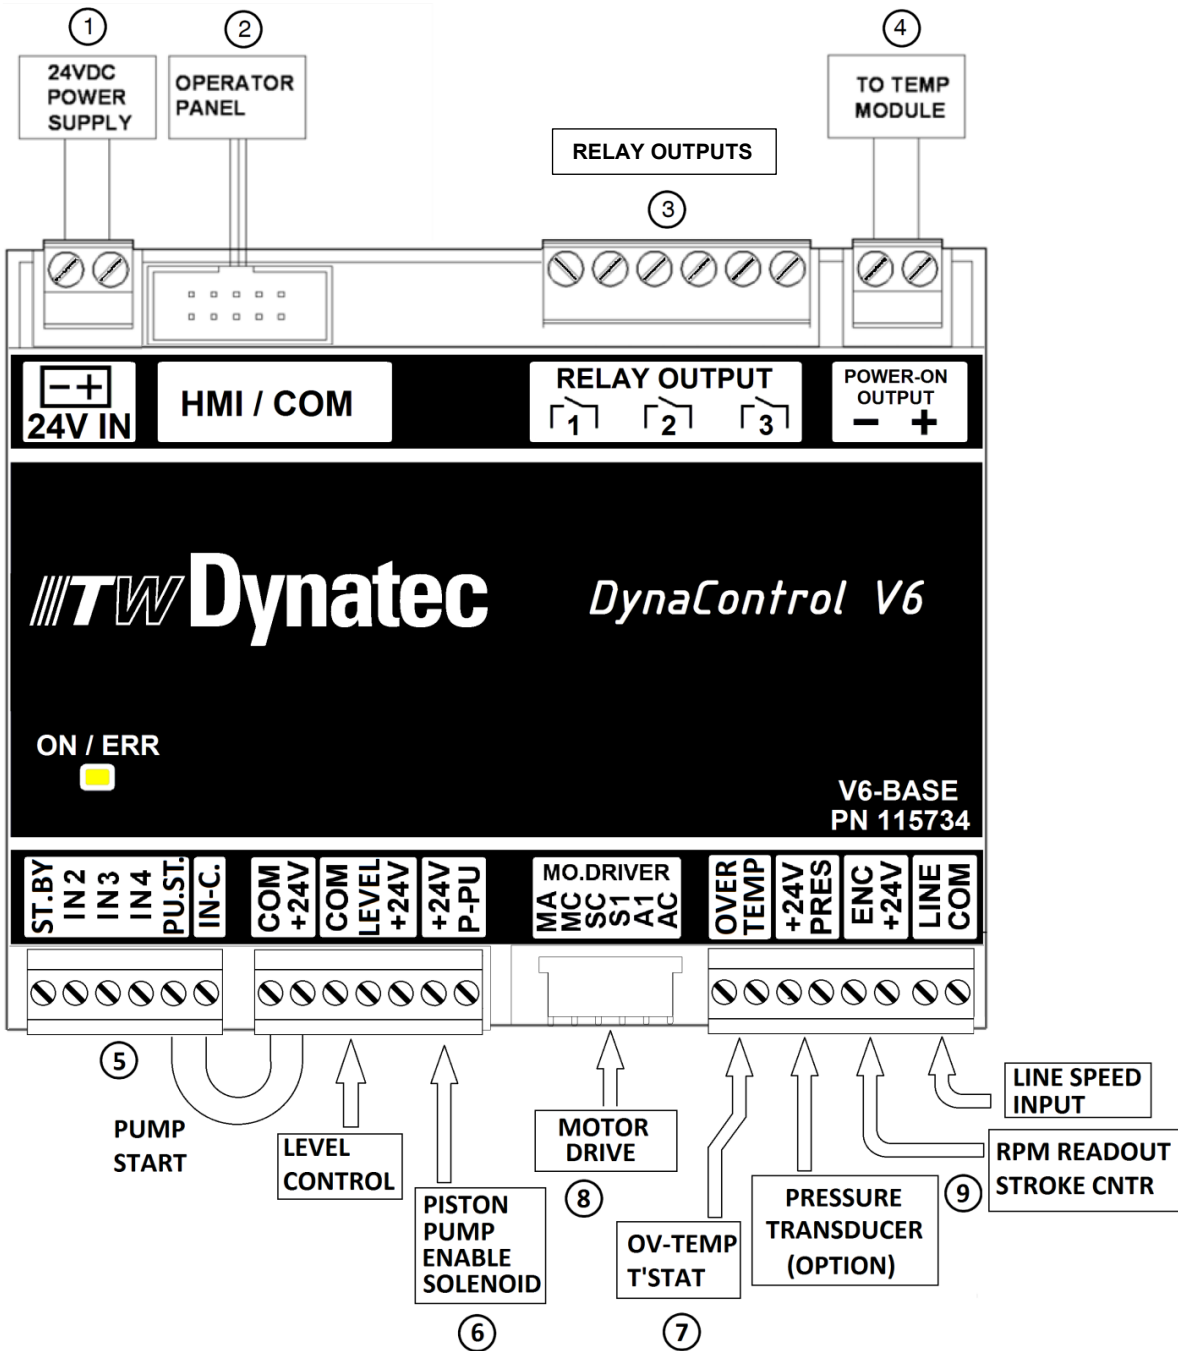 1
2
4
24VDC
POWER
SUPPLY
OPERATOR
PANEL
TO TEMP
MODULE
RELAY OUTPUTS
3
24V IN
HMI / COM
RELAY OUTPUT
1 2 3
POWER-ON
OUTPUT
− +
ITW Dynatec
DynaControl V6
ON / ERR
V6-BASE
PN 115734
ST.BY
IN2
IN3
IN4
PU.ST.
IN-C.
COM
+24V
COM
LEVEL
+24V
+24V
P-PU
MO.DRIVER
MA
MC
SC
S1
A1
AC
OVER
TEMP
+24V
PRES
ENC
+24V
LINE
COM
5
PUMP
START
LEVEL
CONTROL
PISTON
PUMP
ENABLE
SOLENOID
6
MOTOR
DRIVE
8
OV-TEMP
T'STAT
7
PRESSURE
TRANSDUCER
(OPTION)
9
LINE SPEED
INPUT
RPM READOUT
STROKE CNTR